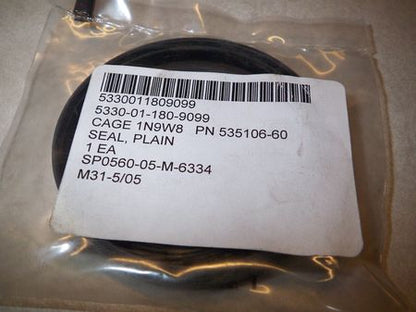 5330011809099
5330-01-180-9099
CAGE 1N9W8 PN 535106-60
SEAL, PLAIN
1 EA
SP0560-05-M-6334
M31-5/05